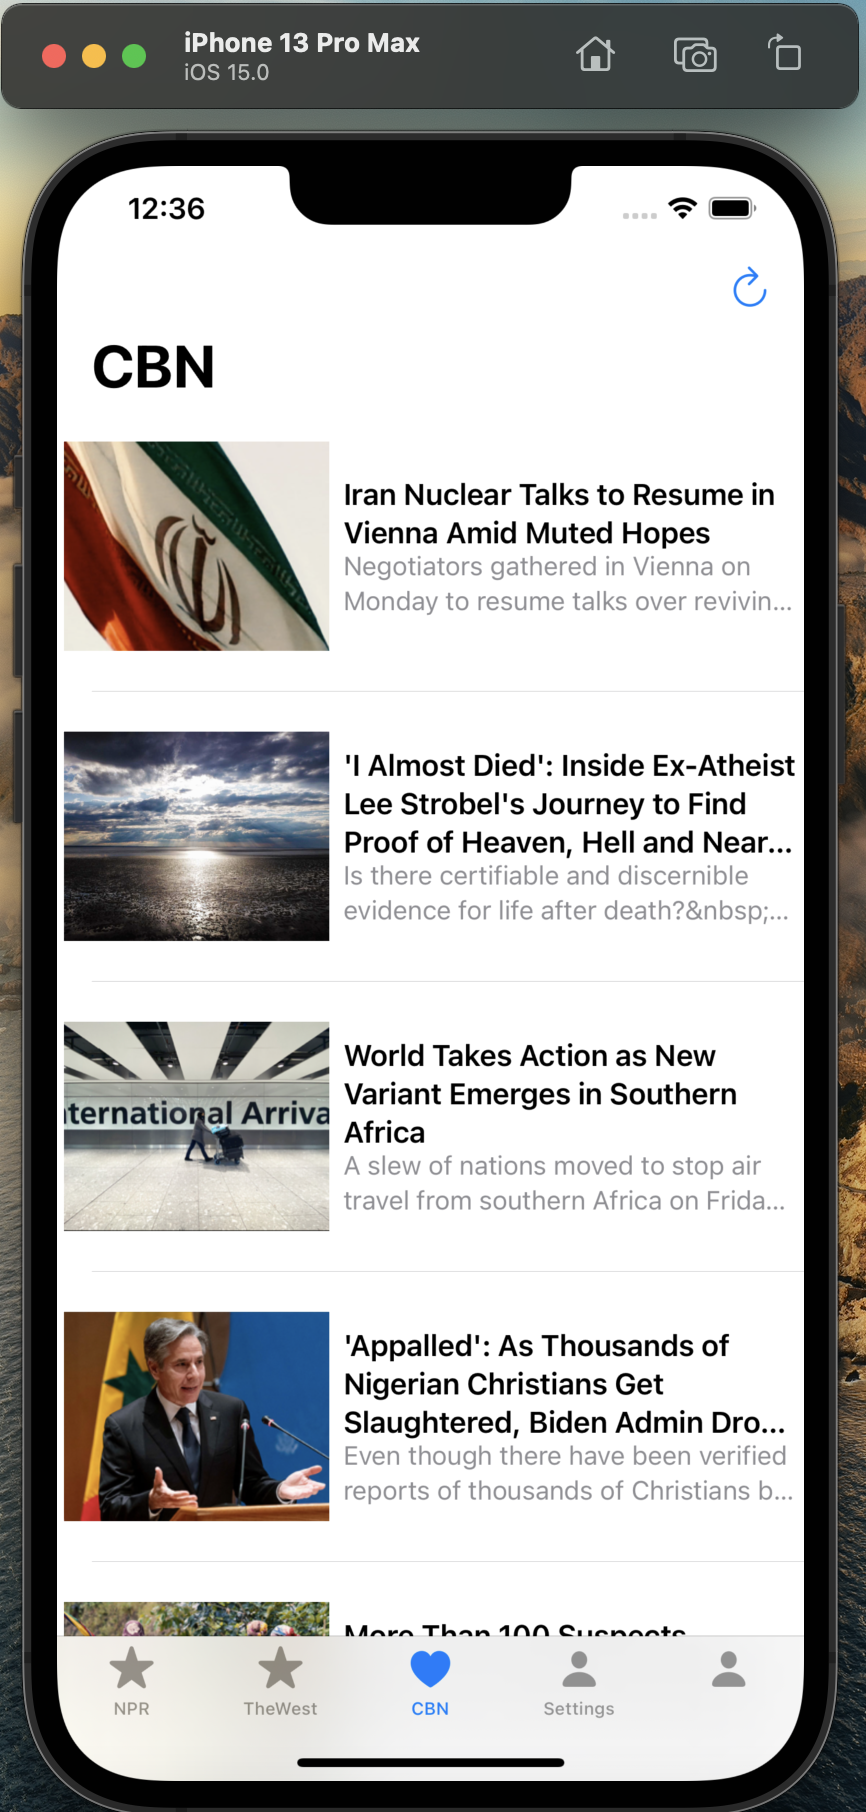 iPhone 13 Pro Max
iOS 15.0
12:36
CBN
Iran Nuclear Talks to Resume in
Vienna Amid Muted Hopes
Negotiators gathered in Vienna on
Monday to resume talks over revivin...
'I Almost Died': Inside Ex-Atheist
Lee Strobel's Journey to Find
Proof of Heaven, Hell and Near...
Is there certifiable and discernible
evidence for life after death?&nbsp;...
nternational Arriva
World Takes Action as New
Variant Emerges in Southern
Africa
A slew of nations moved to stop air
travel from southern Africa on Frida...
'Appalled': As Thousands of
Nigerian Christians Get
Slaughtered, Biden Admin Dro...
Even though there have been verified
reports of thousands of Christians b...
More Than 100 Suspects
NPR
TheWest
CBN
Settings